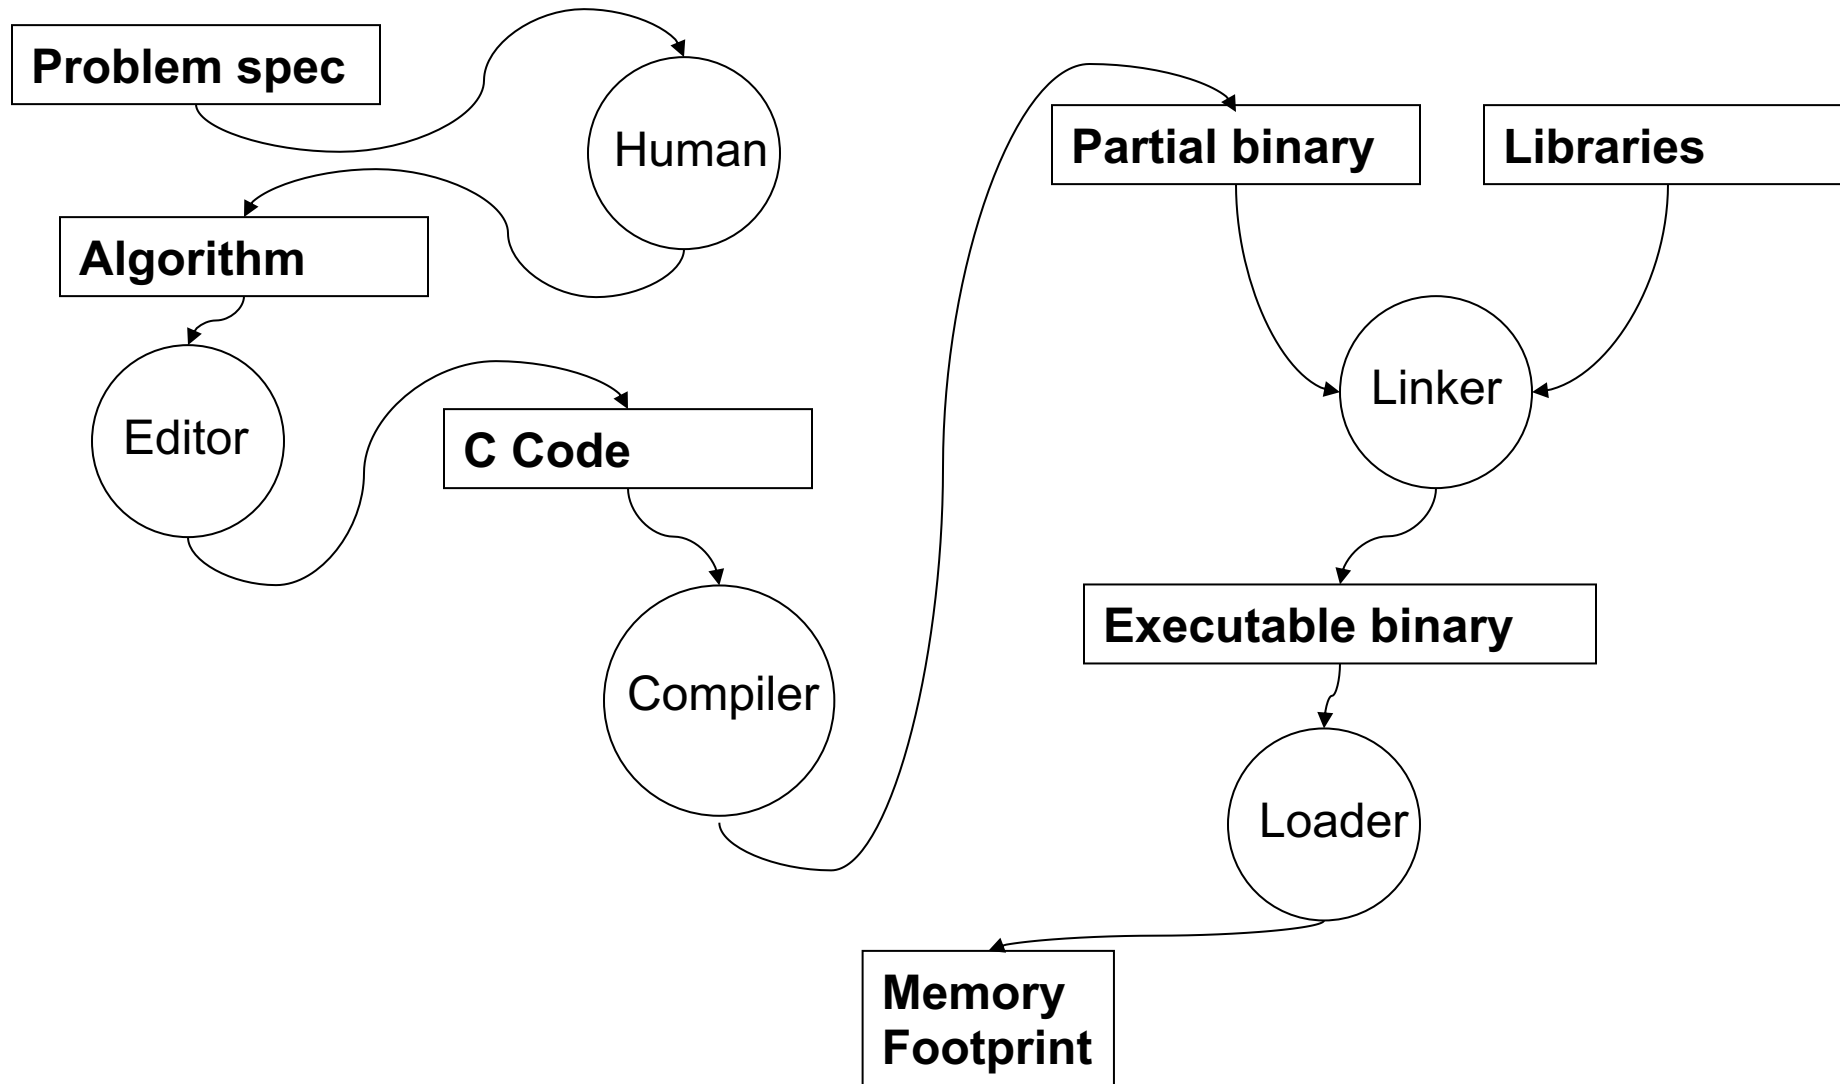 Problem spec
Human
Algorithm
Editor
C Code
Compiler
Partial binary
Libraries
Linker
Executable binary
Loader
Memory
Footprint